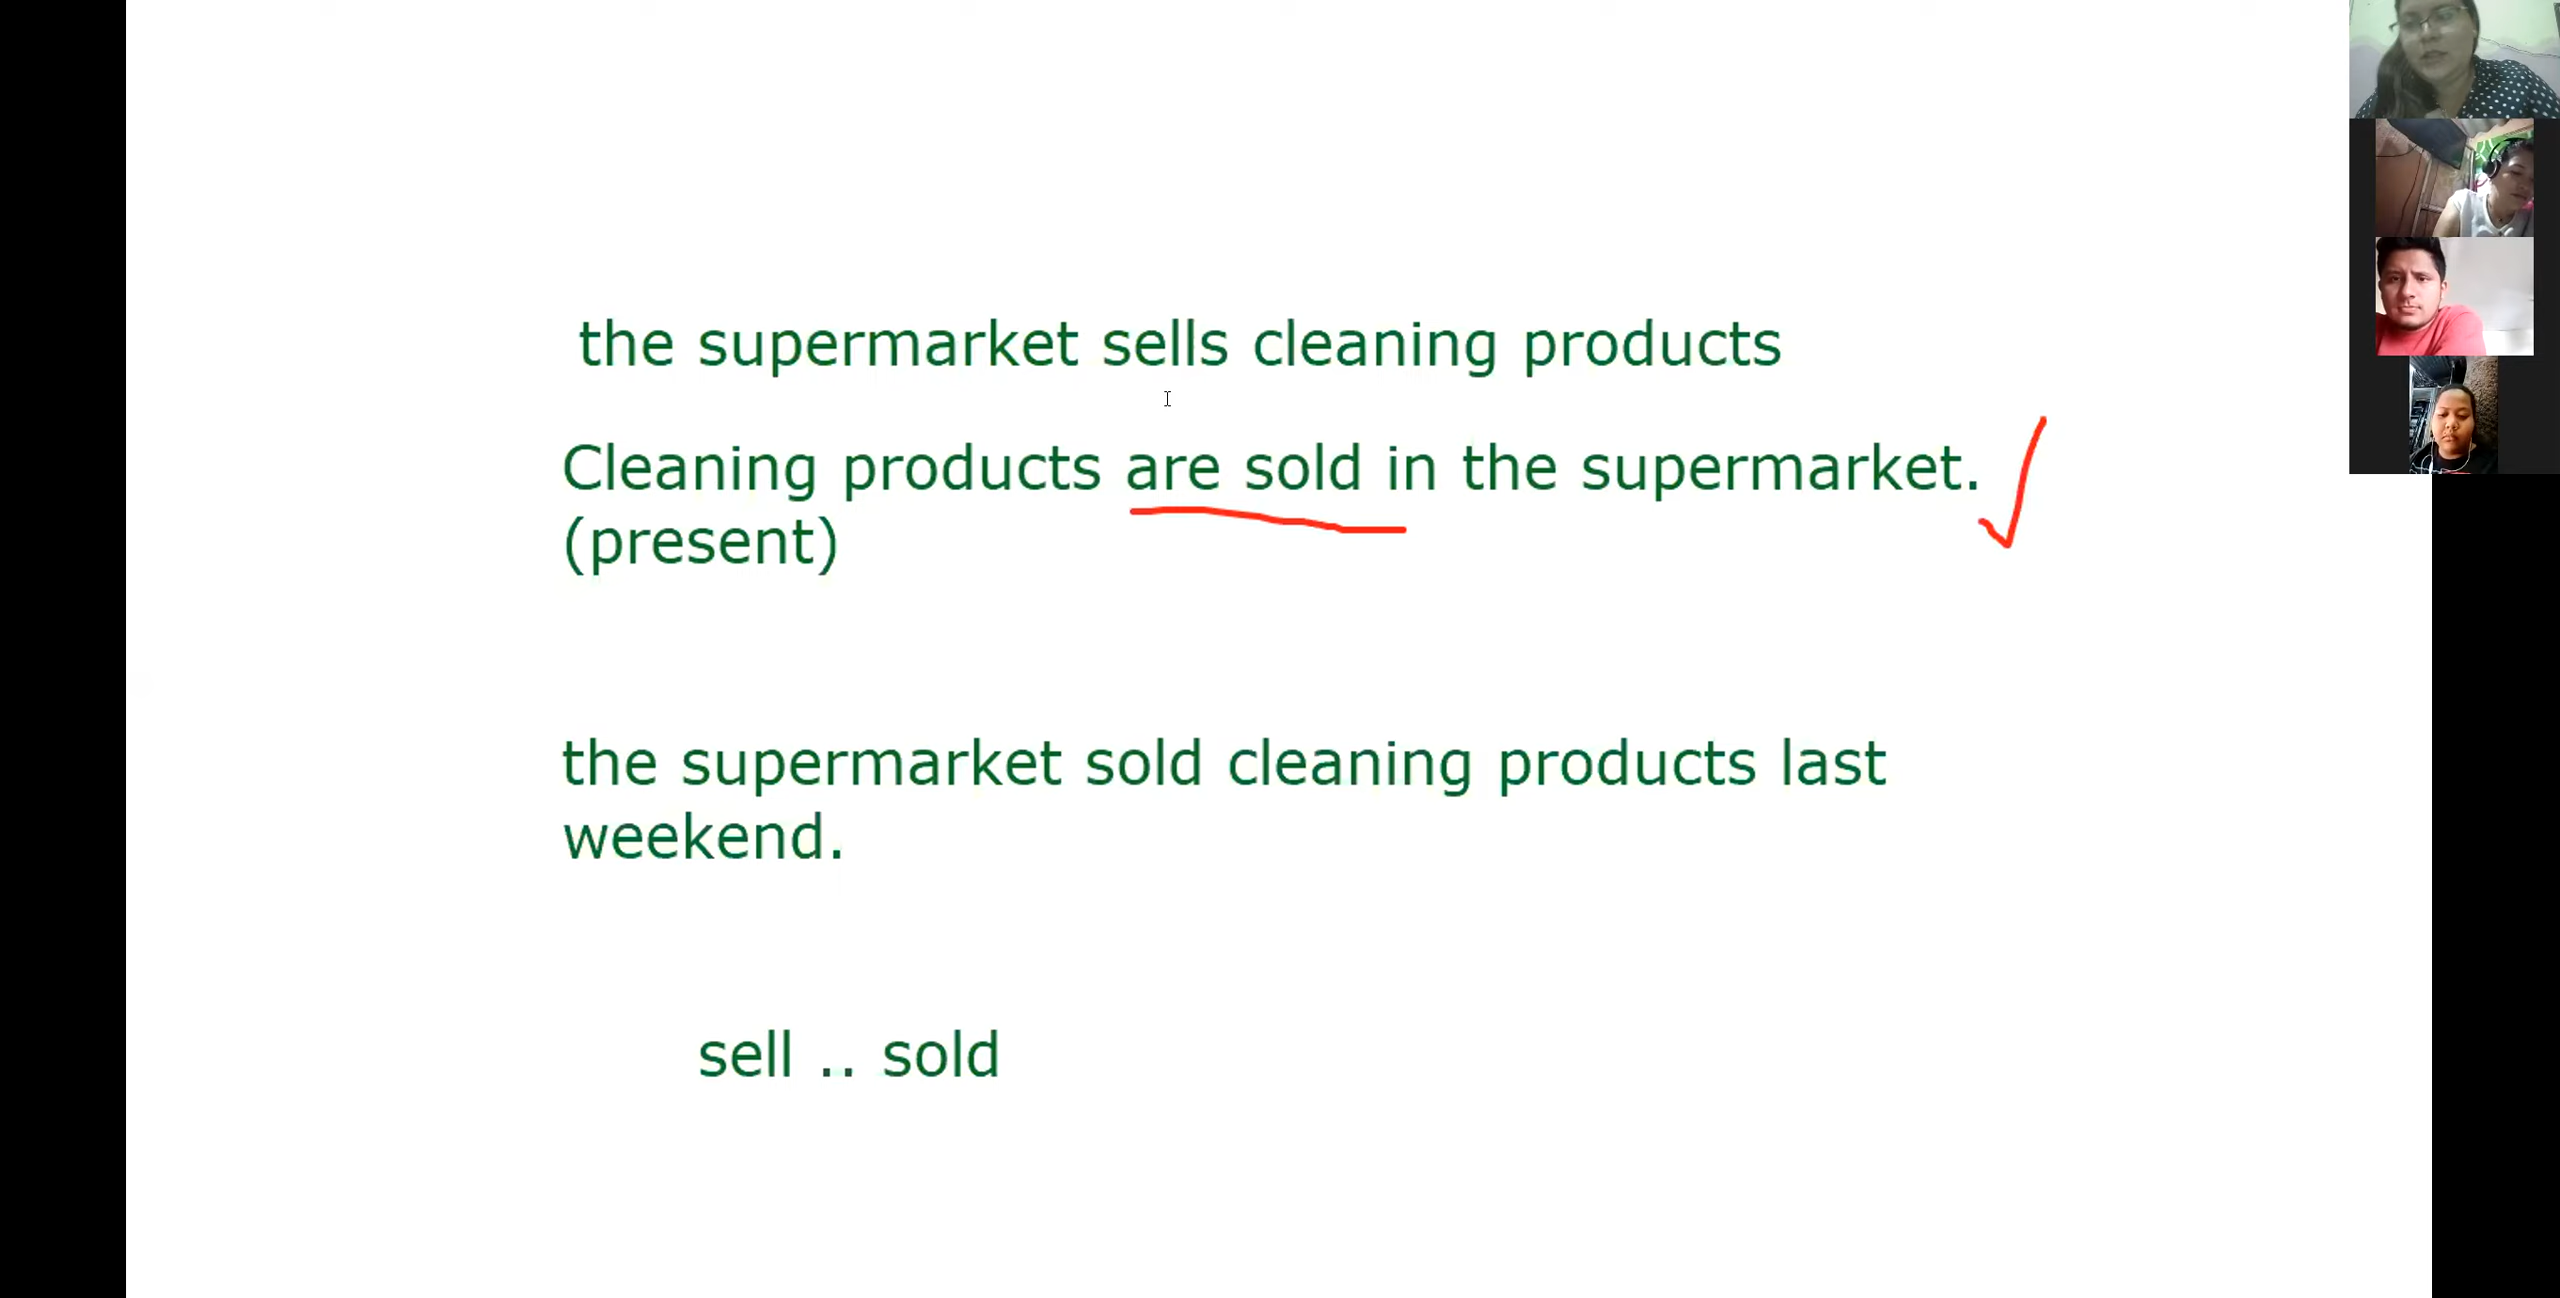 the supermarket sells cleaning products
Cleaning products are sold in the supermarket.
(present)
the supermarket sold cleaning products last
weekend.
sell .. sold